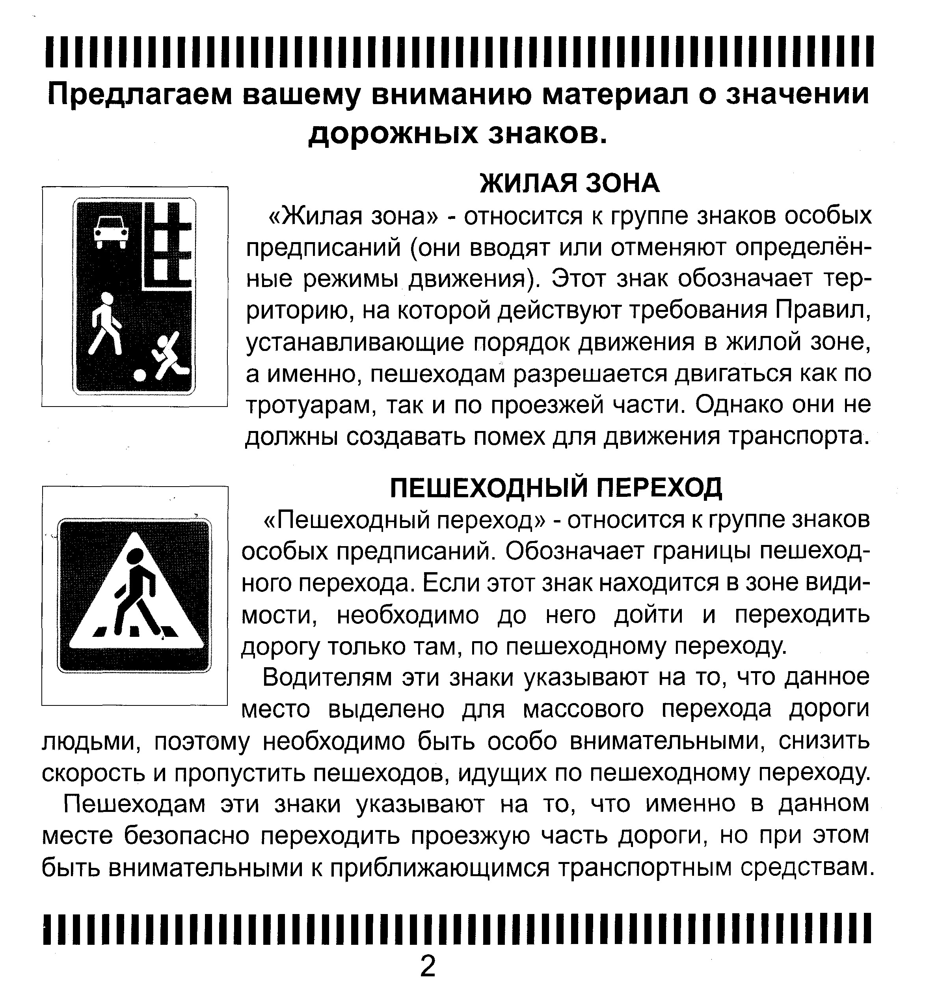 Предлагаем вашему вниманию материал о значении
дорожных знаков.
ЖИЛАЯ ЗОНА
«Жилая зона» - относится к группе знаков особых
предписаний (они вводят или отменяют определён-
ные режимы движения). Этот знак обозначает тер-
риторию, на которой действуют требования Правил,
устанавливающие порядок движения в жилой зоне,
а именно, пешеходам разрешается двигаться как по
тротуарам, так и по проезжей части. Однако они не
должны создавать помех для движения транспорта.
ПЕШЕХОДНЫЙ ПЕРЕХОД
«Пешеходный переход» - относится к группе знаков
особых предписаний. Обозначает границы пешеход-
ного перехода. Если этот знак находится в зоне види-
мости, необходимо до него дойти и переходить
дорогу только там, по пешеходному переходу.
Водителям эти знаки указывают на то, что данное
место выделено для массового перехода дороги
людьми, поэтому необходимо быть особо внимательными, снизить
скорость и пропустить пешеходов, идущих по пешеходному переходу.
Пешеходам эти знаки указывают на то, что именно в данном
месте безопасно переходить проезжую часть дороги, но при этом
быть внимательными к приближающимся транспортным средствам.
2